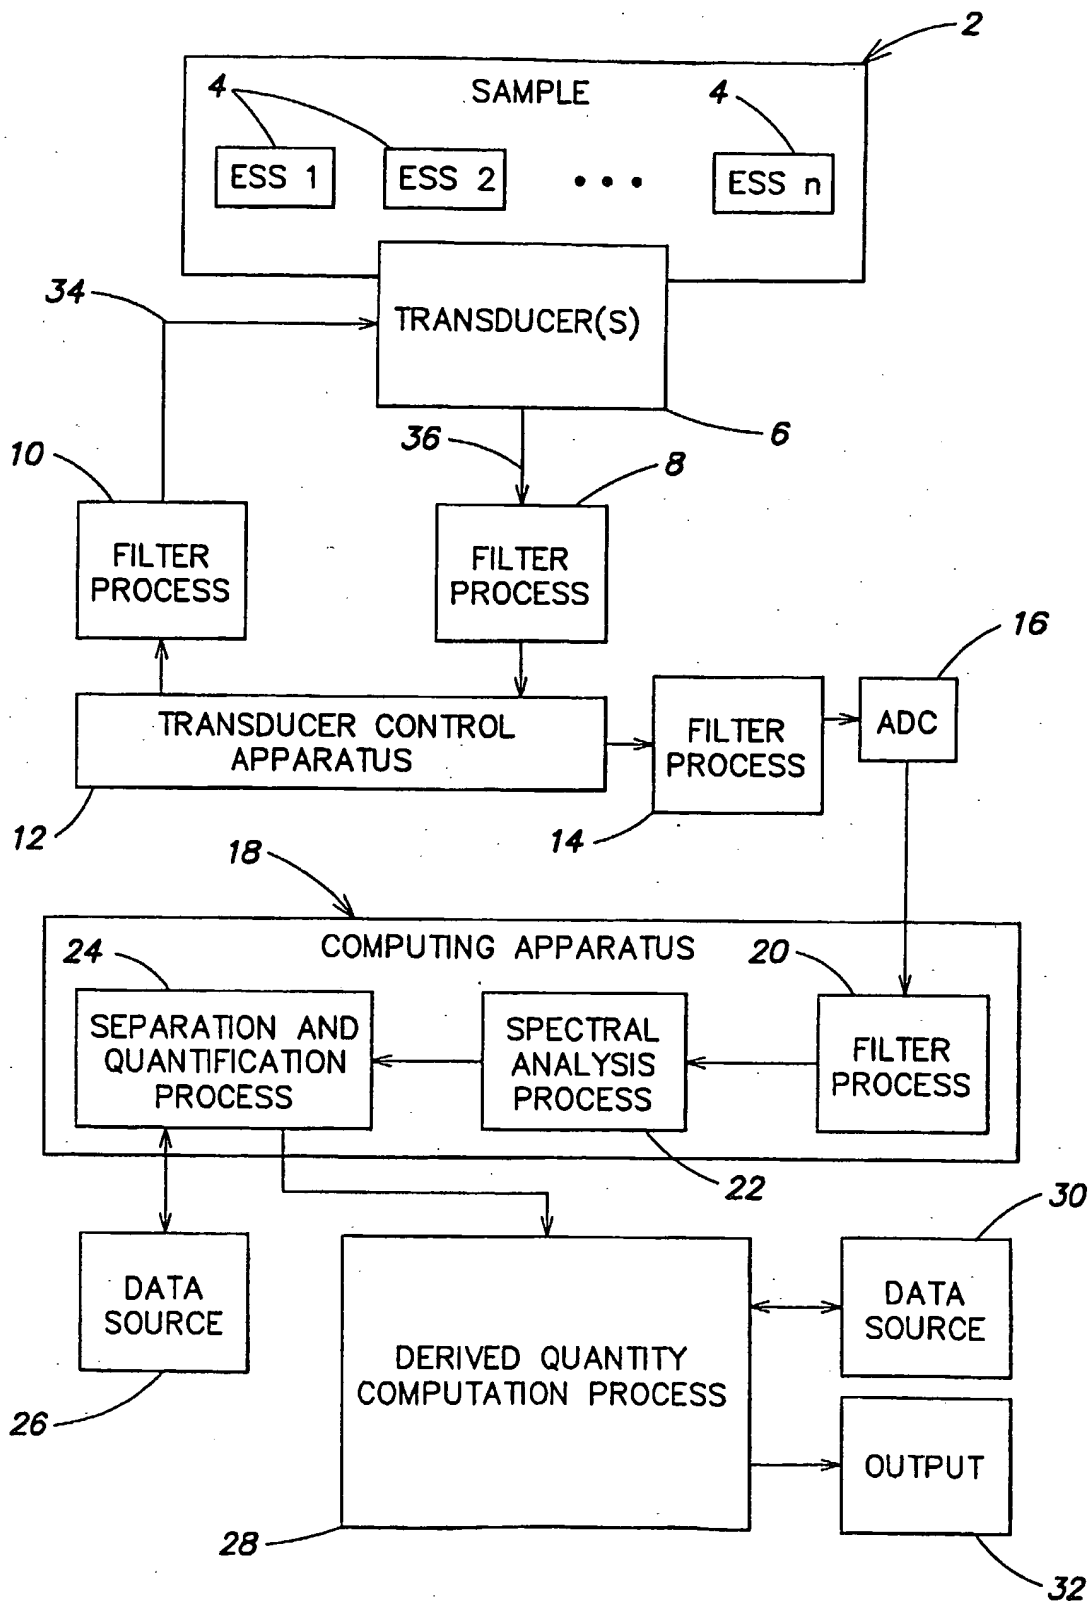 2
SAMPLE
4
4
ESS 1
ESS 2
• • •
ESS n
34
TRANSDUCER(S)
6
36
10
8
FILTER
PROCESS
FILTER
PROCESS
16
TRANSDUCER CONTROL
APPARATUS
FILTER
PROCESS
ADC
12
14
18
COMPUTING APPARATUS
24
20
SEPARATION AND
QUANTIFICATION
PROCESS
SPECTRAL
ANALYSIS
PROCESS
FILTER
PROCESS
22
30
DATA
SOURCE
DATA
SOURCE
DERIVED QUANTITY
COMPUTATION PROCESS
26
OUTPUT
28
32